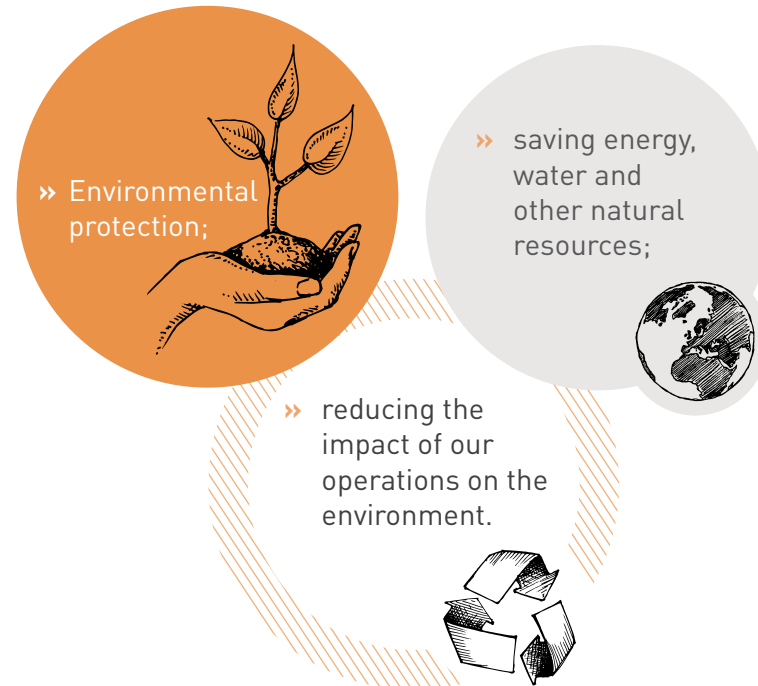 » Environmental
protection;
» saving energy,
water and
other natural
resources;
» reducing the
impact of our
operations on the
environment.